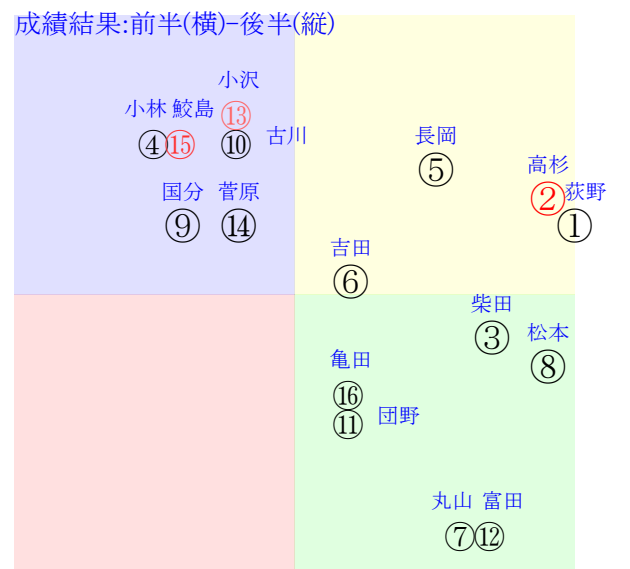 成績結果:前半(横)-後半(縦)
小沢
小林 鮫島
⑬
④⑮ ⑩ 古川
長岡
⑤
高杉
② 荻野
①
国分 菅原
⑨ ⑭
吉田
⑥
柴田
③
松本
⑧
亀田
⑯
⑪ 団野
丸山 富田
⑦⑫